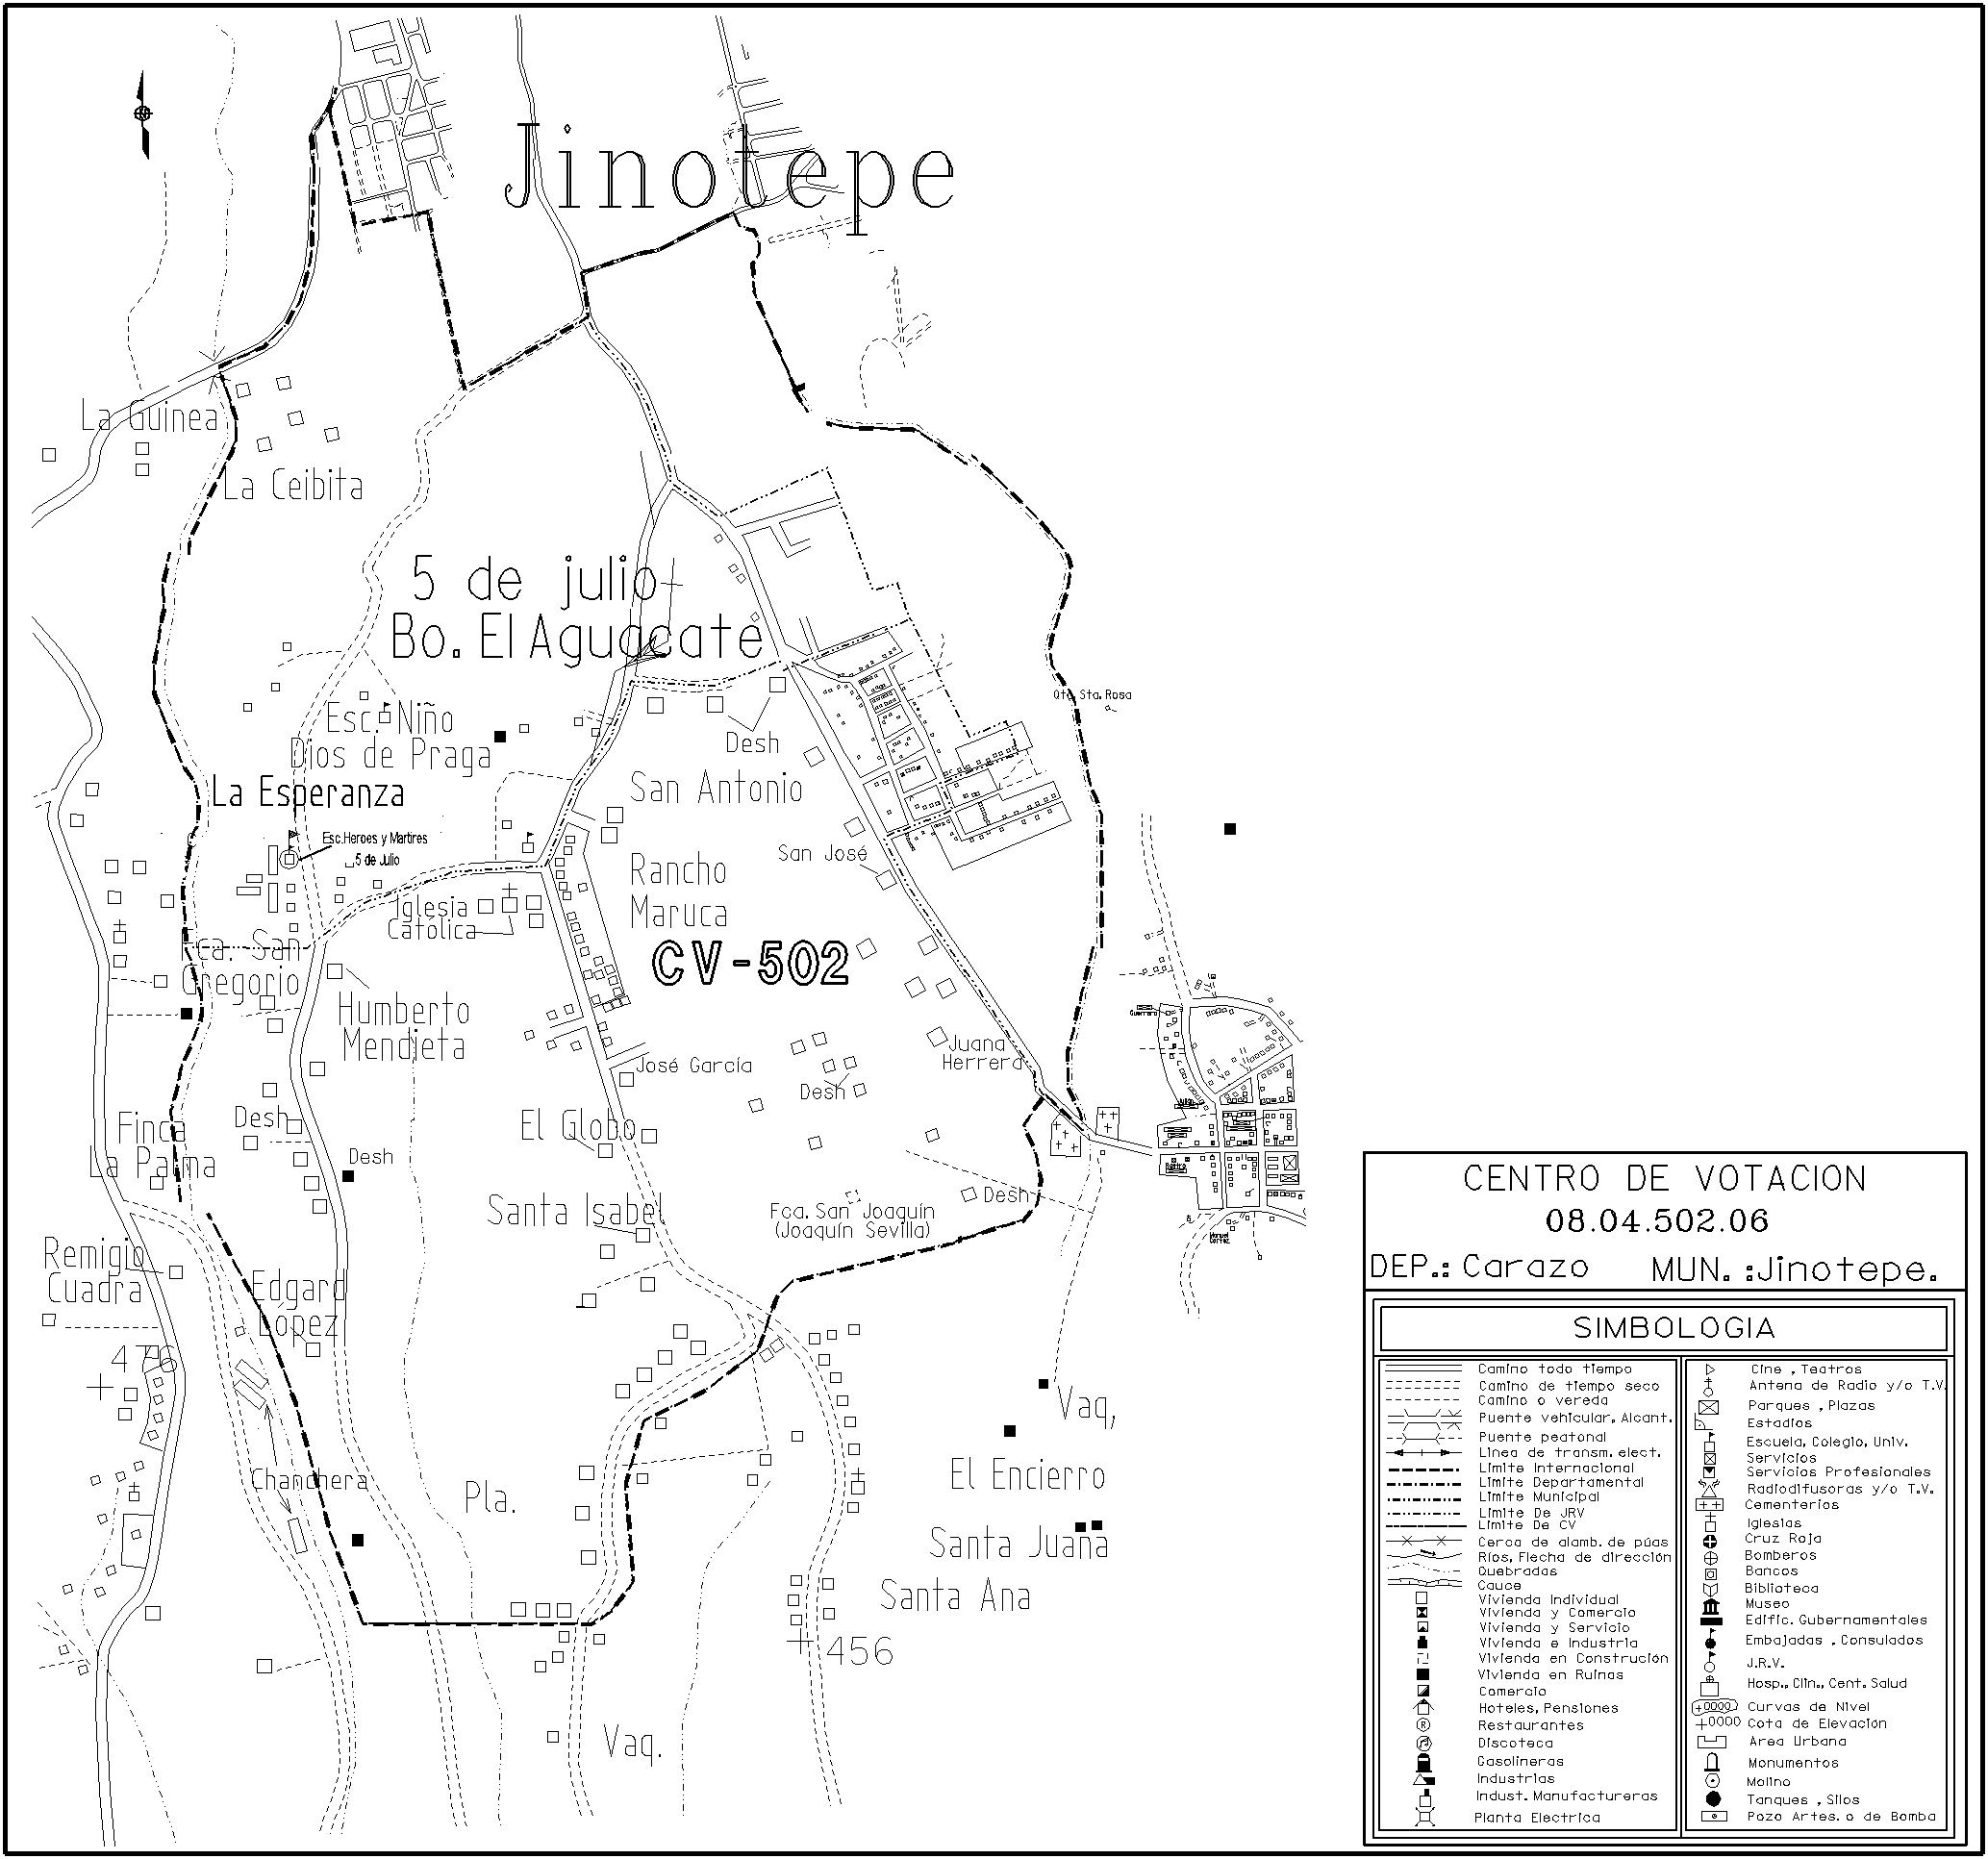 Jinotepe
La Guinea
La Ceibita
5 de julio
Bo. El Aguacate
Qta. Sta. Rosa
Esc. Niño
Dios de Praga
Desh
San Antonio
La Esperanza
Esc.Heroes y Martires
5 de Julio
San José
Rancho
Maruca
Iglesia
Católica
CV-502
Fca. San
Gregorio
Humberto
Mendieta
Guerrero
Juana
Herrera
José García
Desh
El Globo
Desh
Finca
La Palma
Desh
Desh
Santa Isabel
Fca. San Joaquín
(Joaquín Sevilla)
Manuel
Cortez
Remigio
Cuadra
Edgard
López
476
Vaq,
Chanchera
Pla.
El Encierro
Santa Juana
Santa Ana
456
Vaq.
CENTRO DE VOTACION
08.04.502.06
DEP.: Carazo MUN. :Jinotepe.
SIMBOLOGIA
Camino todo tiempo
Camino de tiempo seco
Camino o vereda
Puente vehicular, Alcant.
Puente peatonal
Linea de transm. elect.
Limite Internacional
Limite Departamental
Limite Municipal
Limite De JRV
Limite De CV
Cerca de alamb. de púas
Ríos, Flecha de dirección
Quebradas
Cauce
Vivienda Individual
Vivienda y Comercio
Vivienda y Servicio
Vivienda e Industria
Vivienda en Construción
Vivienda en Ruinas
Comercio
Hoteles, Pensiones
Restaurantes
Discoteca
Gasolineras
Industrias
Indust. Manufactureras
Planta Electrica
Cine , Teatros
Antena de Radio y/o T.V.
Parques , Plazas
Estadios
Escuela, Colegio, Univ.
Servicios
Servicios Profesionales
Radiodifusoras y/o T.V.
Cementerios
Iglesias
Cruz Roja
Bomberos
Bancos
Biblioteca
Museo
Edific. Gubernamentales
Embajadas , Consulados
J.R.V.
Hosp., Clin., Cent. Salud
+0000 Curvas de Nivel
+0000 Cota de Elevación
Area Urbana
Monumentos
Molino
Tanques , Silos
Pozo Artes. o de Bomba